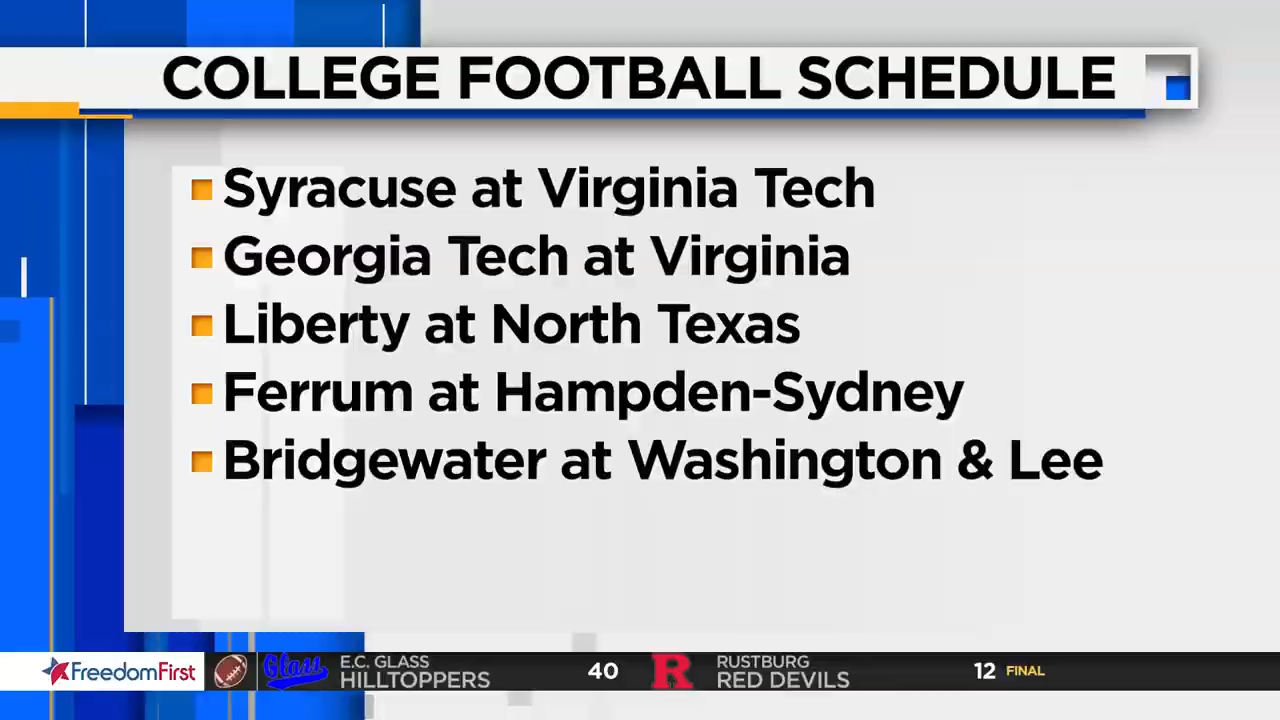 COLLEGE FOOTBALL SCHEDULE
Syracuse at Virginia Tech
Georgia Tech at Virginia
Liberty at North Texas
Ferrum at Hampden-Sydney
Bridgewater at Washington & Lee
FreedomFirst
Glass
E.C. GLASS
HILLTOPPERS
40
R
RUSTBURG
RED DEVILS
12 FINAL